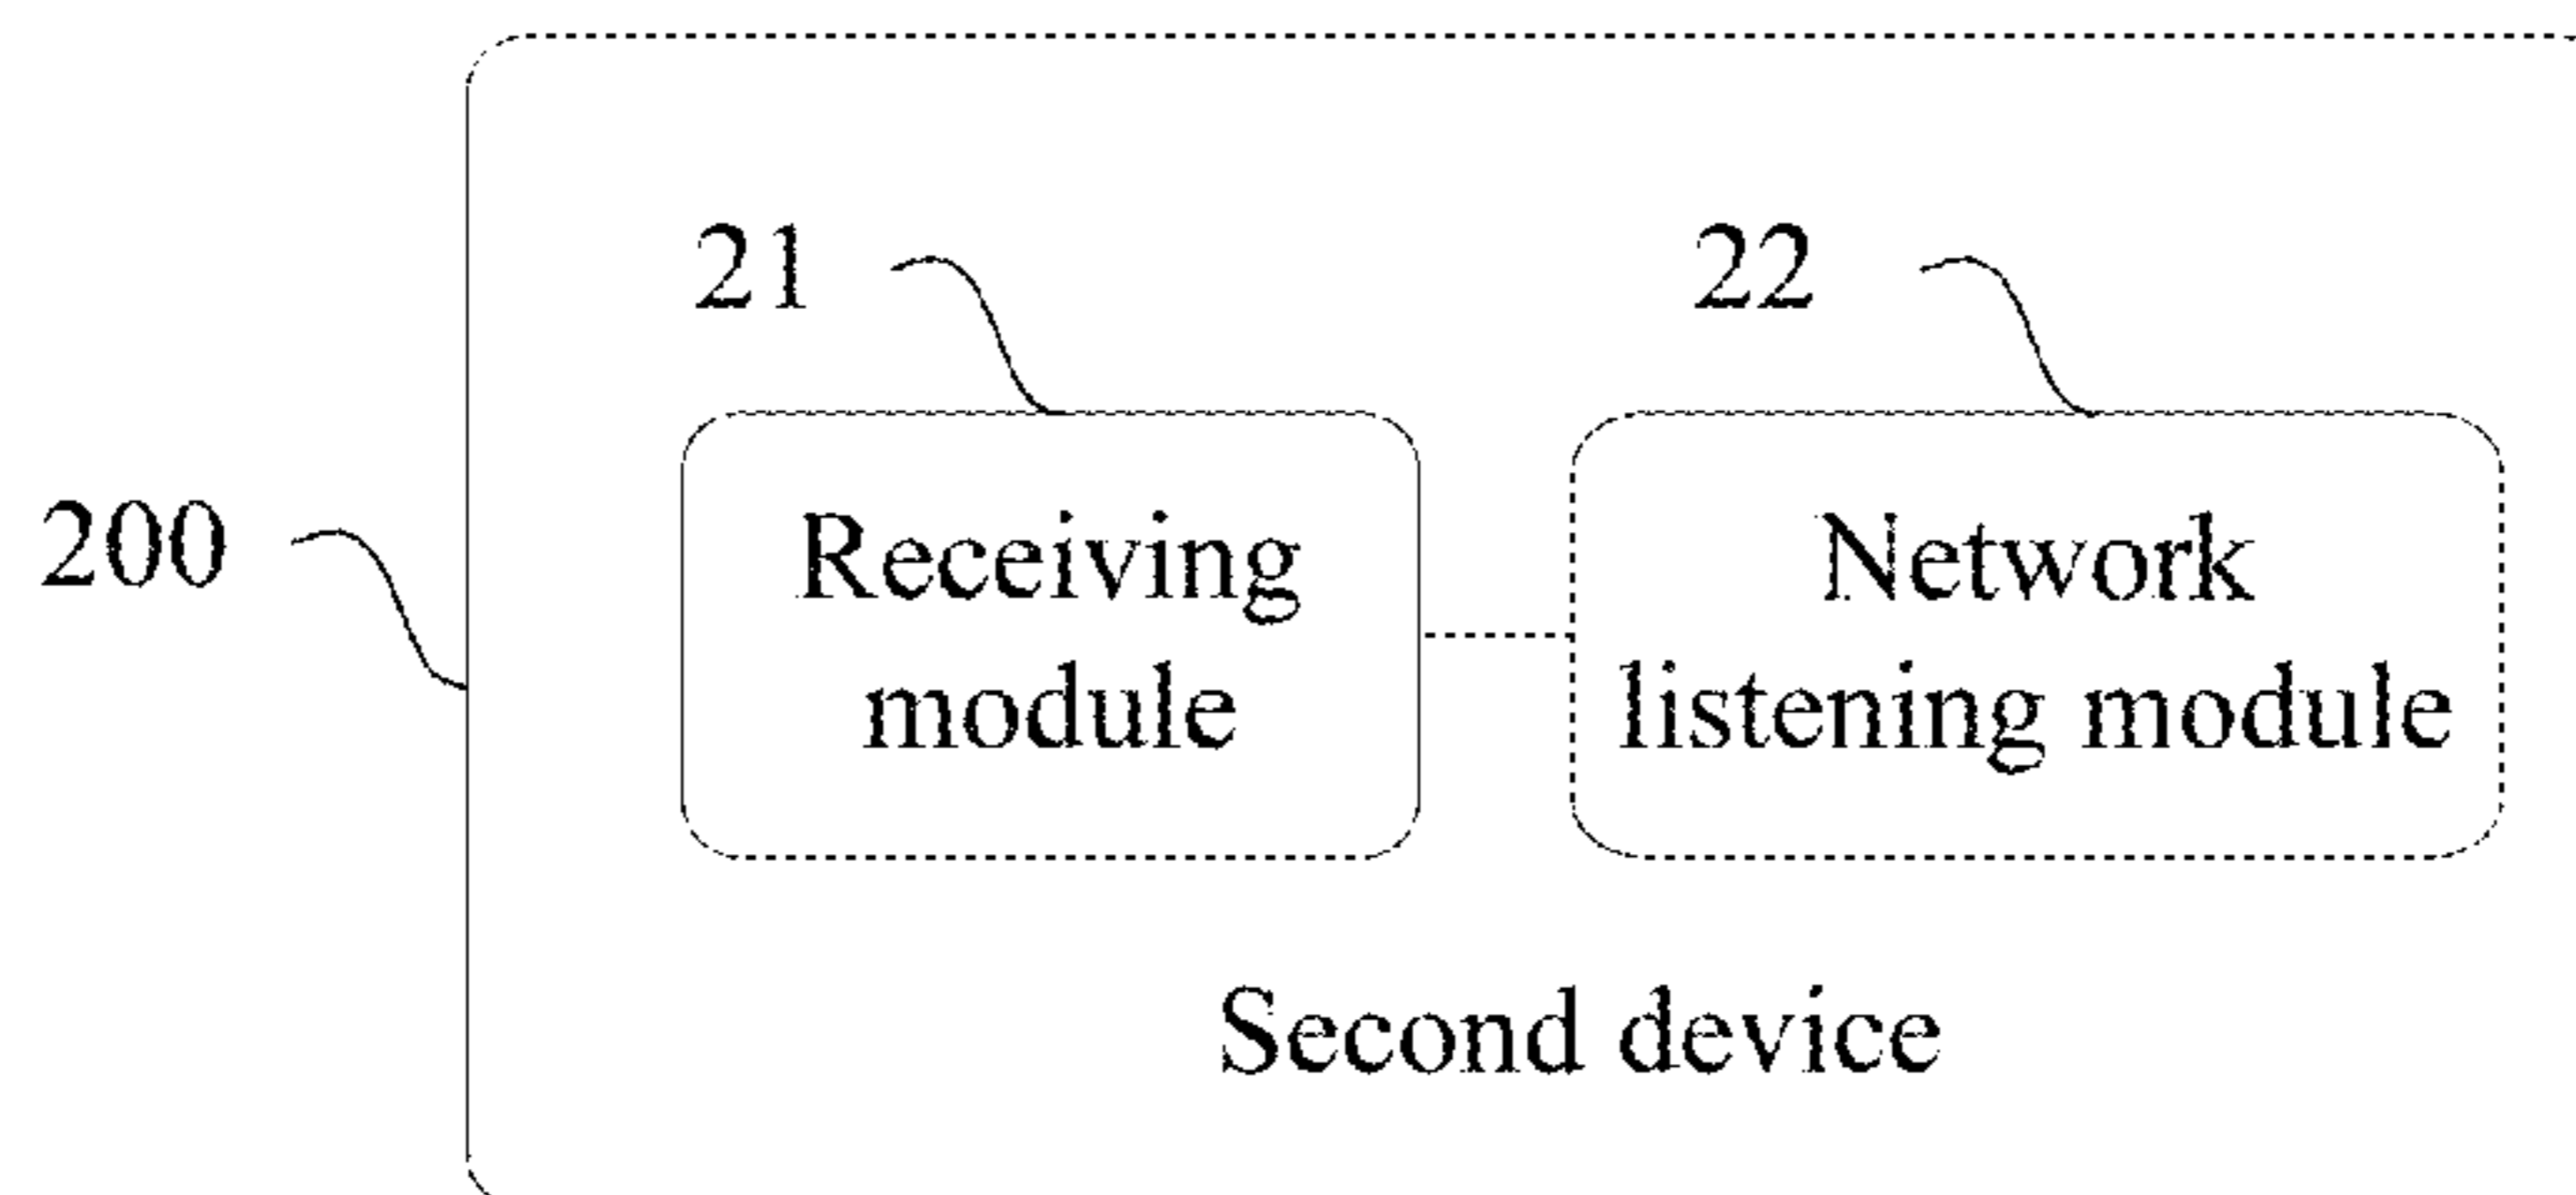 21
22
200
Receiving
module
Network
listening module
Second device